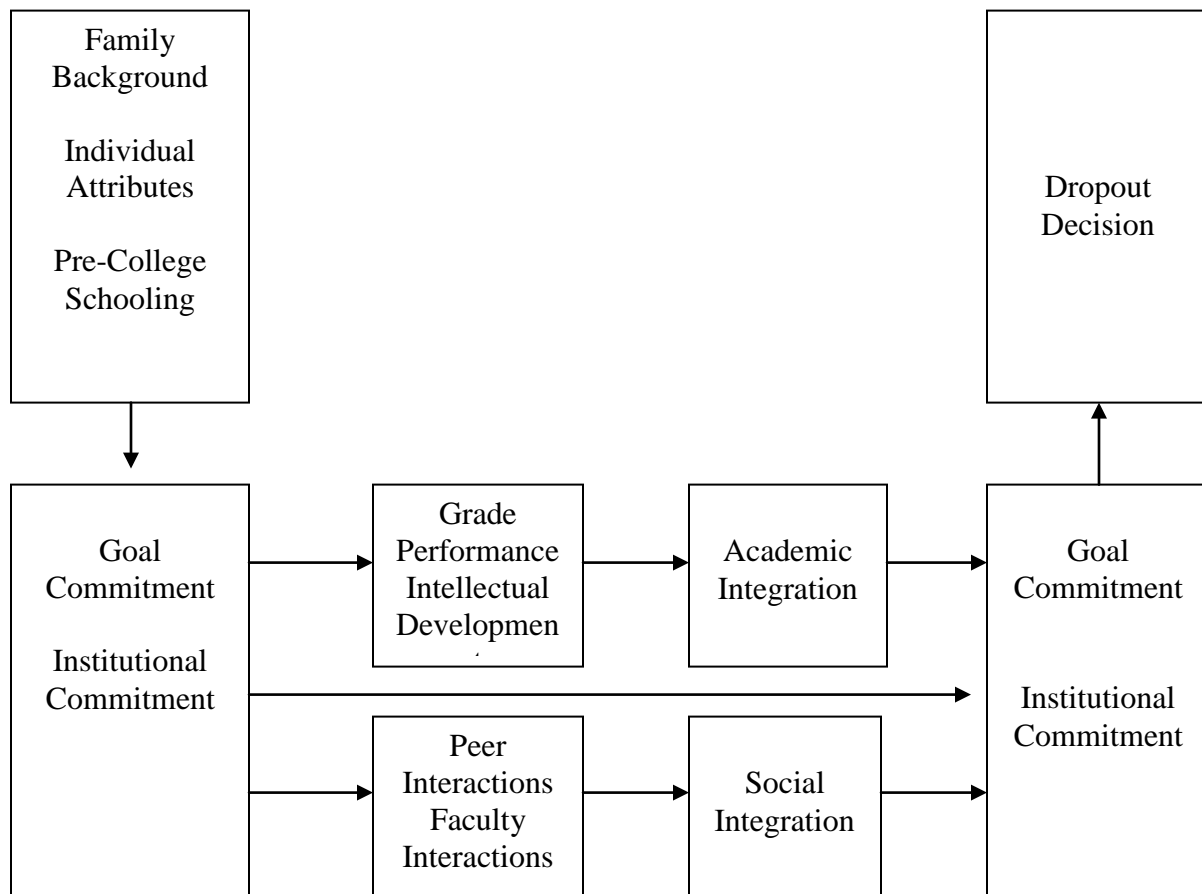 Family
Background
Individual
Attributes
Pre-College
Schooling
Dropout
Decision
Goal
Commitment
Institutional
Commitment
Grade
Performance
Intellectual
Developmen
Academic
Integration
Goal
Commitment
Institutional
Commitment
Peer
Interactions
Faculty
Interactions
Social
Integration